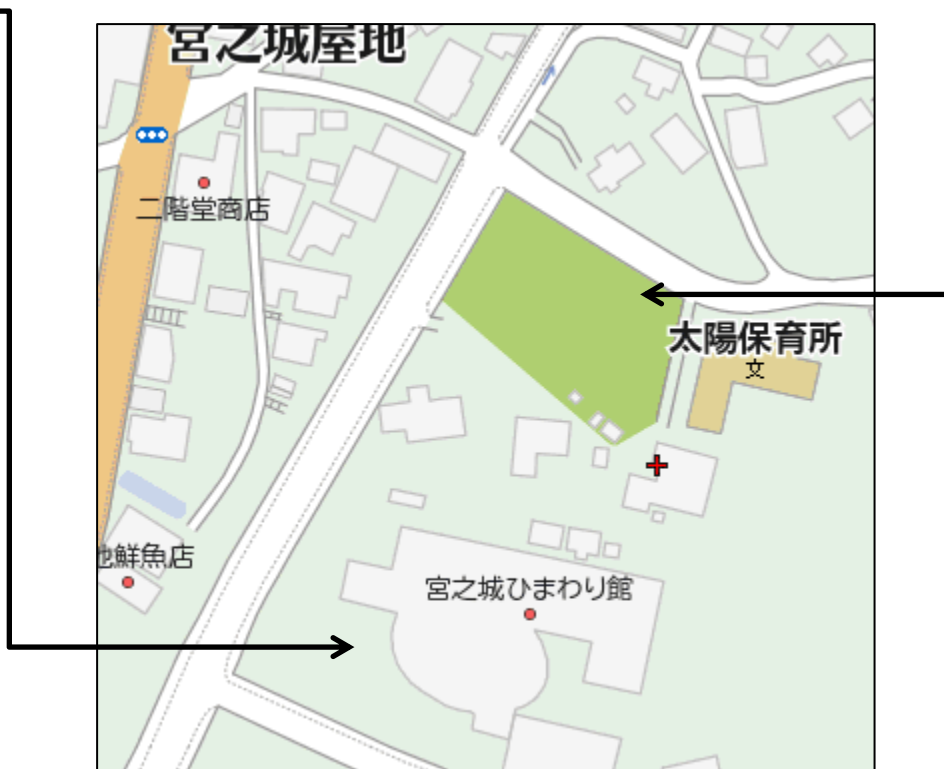 宮之城屋地
二階堂商店
太陽保育所
文
地鮮魚店
宮之城ひまわり館